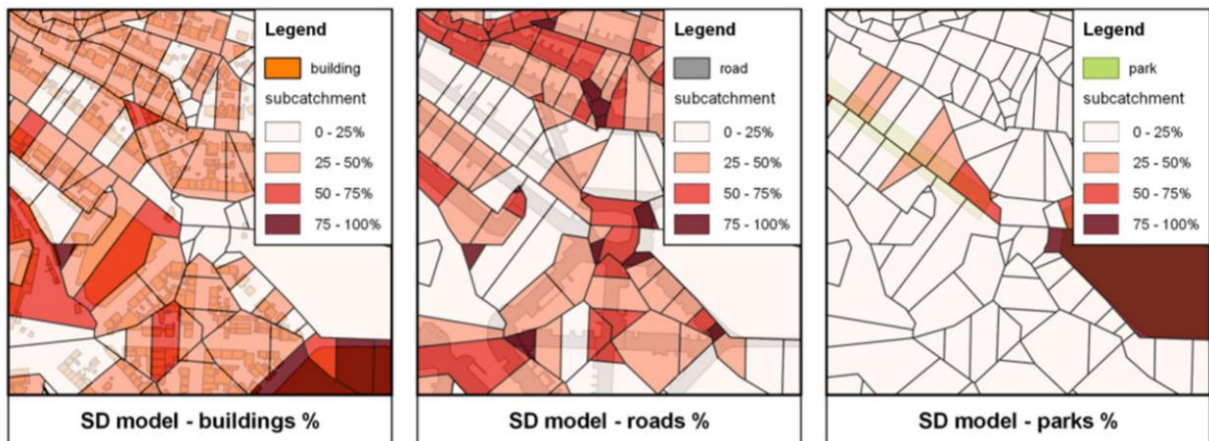 Legend
building
subcatchment
0 - 25%
25 - 50%
50 - 75%
75 - 100%
SD model - buildings %
Legend
road
subcatchment
0 - 25%
25 - 50%
50 - 75%
75 - 100%
SD model - roads %
Legend
park
subcatchment
0 - 25%
25 - 50%
50 - 75%
75 - 100%
SD model - parks %